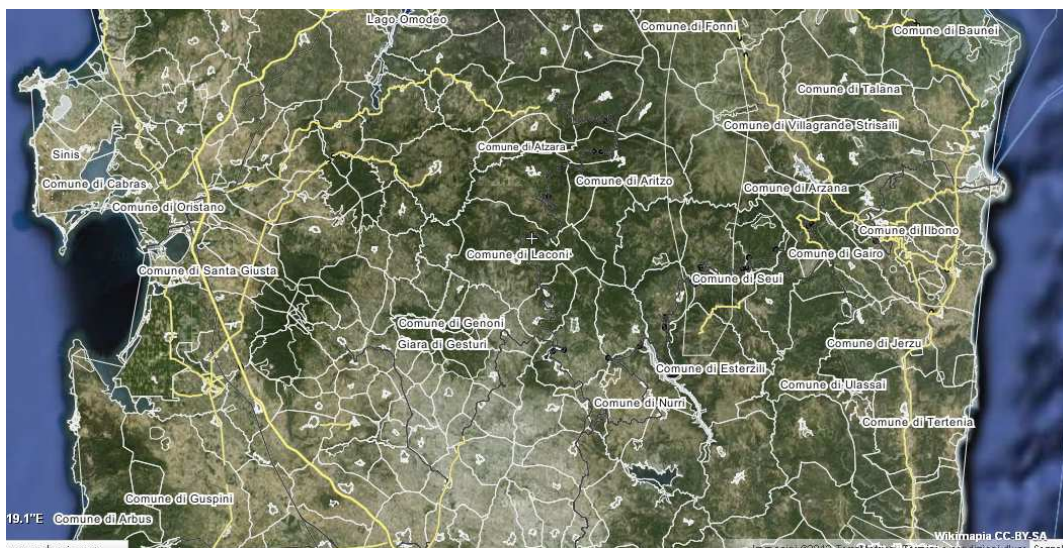 Lago Omodeo
Comune di Fonni
Comune di Baunei
Comune di Talana
Comune di Villagrande Strisaili
Comune di Atzara
Sinis
Comune di Cabras
Comune di Aritzo
Comune di Arzana
Comune di Oristano
Comune di Ilbono
Comune di Laconi
Comune di Gairo
Comune di Santa Giusta
Comune di Seui
Comune di Genoni
Giara di Gesturi
Comune di Jerzu
Comune di Esterzili
Comune di Ulassai
Comune di Nurri
Comune di Tertenia
Comune di Guspini
19.1"E
Comune di Arbus
Wikimapia CC-BY-SA